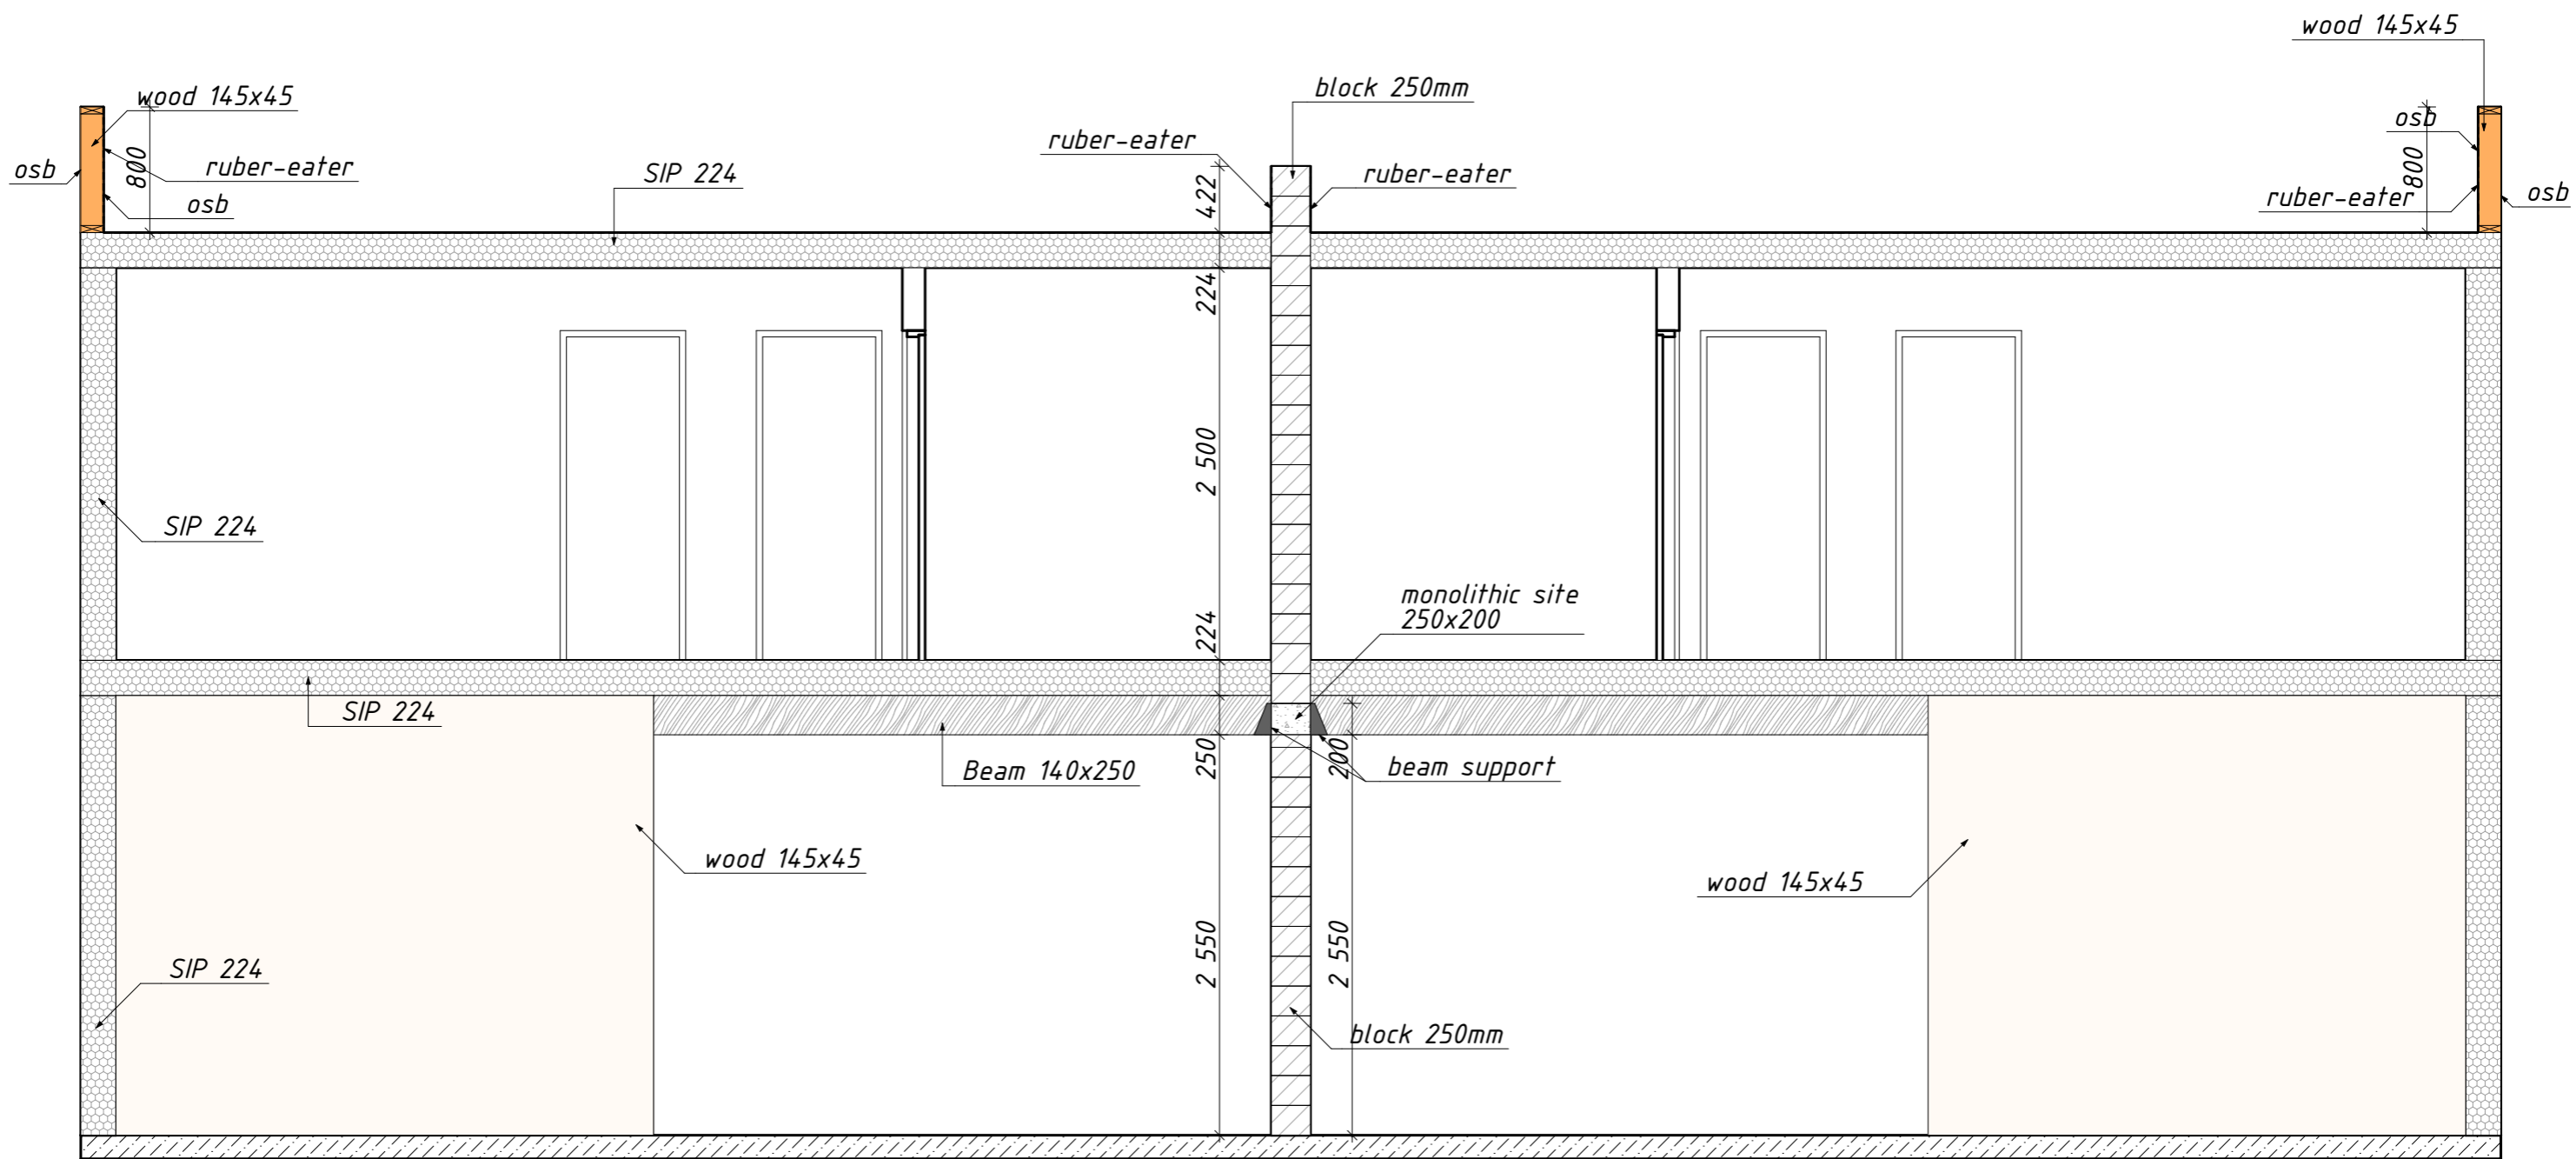 wood 145x45
block 250mm
wood 145x45
800
ruber-eater
osb
800
osb
ruber-eater
SIP 224
422
ruber-eater
ruber-eater
osb
osb
224
2 500
SIP 224
monolithic site
250x200
224
SIP 224
250
200
Beam 140x250
beam support
wood 145x45
wood 145x45
2 550
2 550
SIP 224
block 250mm